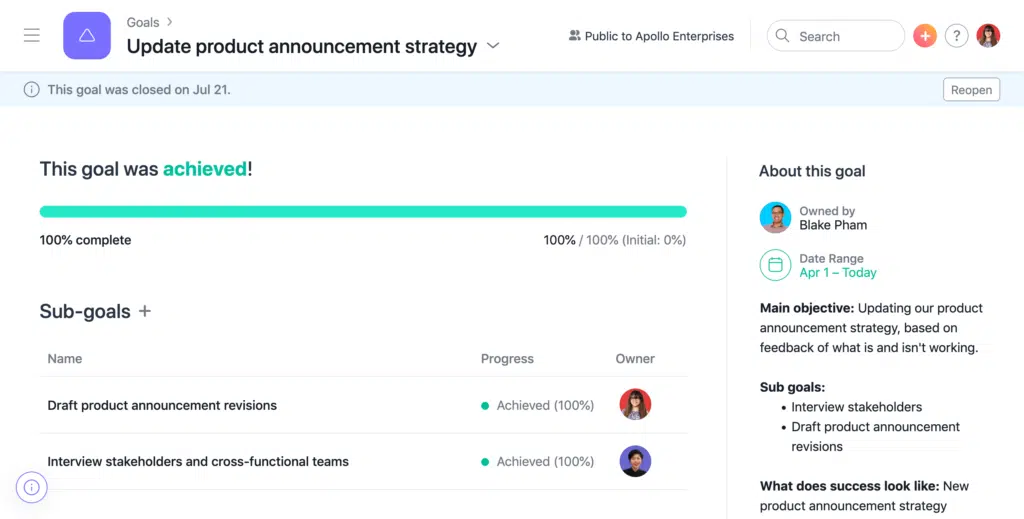 Goals >
Update product announcement strategy
Public to Apollo Enterprises
Search
?
This goal was closed on Jul 21.
Reopen
This goal was achieved!
100% complete
100% / 100% (Initial: 0%)
Sub-goals +
Name Progress Owner
Draft product announcement revisions Achieved (100%)
Interview stakeholders and cross-functional teams Achieved (100%)
About this goal
Owned by
Blake Pham
Date Range
Apr 1 – Today
Main objective: Updating our product
announcement strategy, based on
feedback of what is and isn't working.
Sub goals:
• Interview stakeholders
• Draft product announcement
revisions
What does success look like: New
product announcement strategy